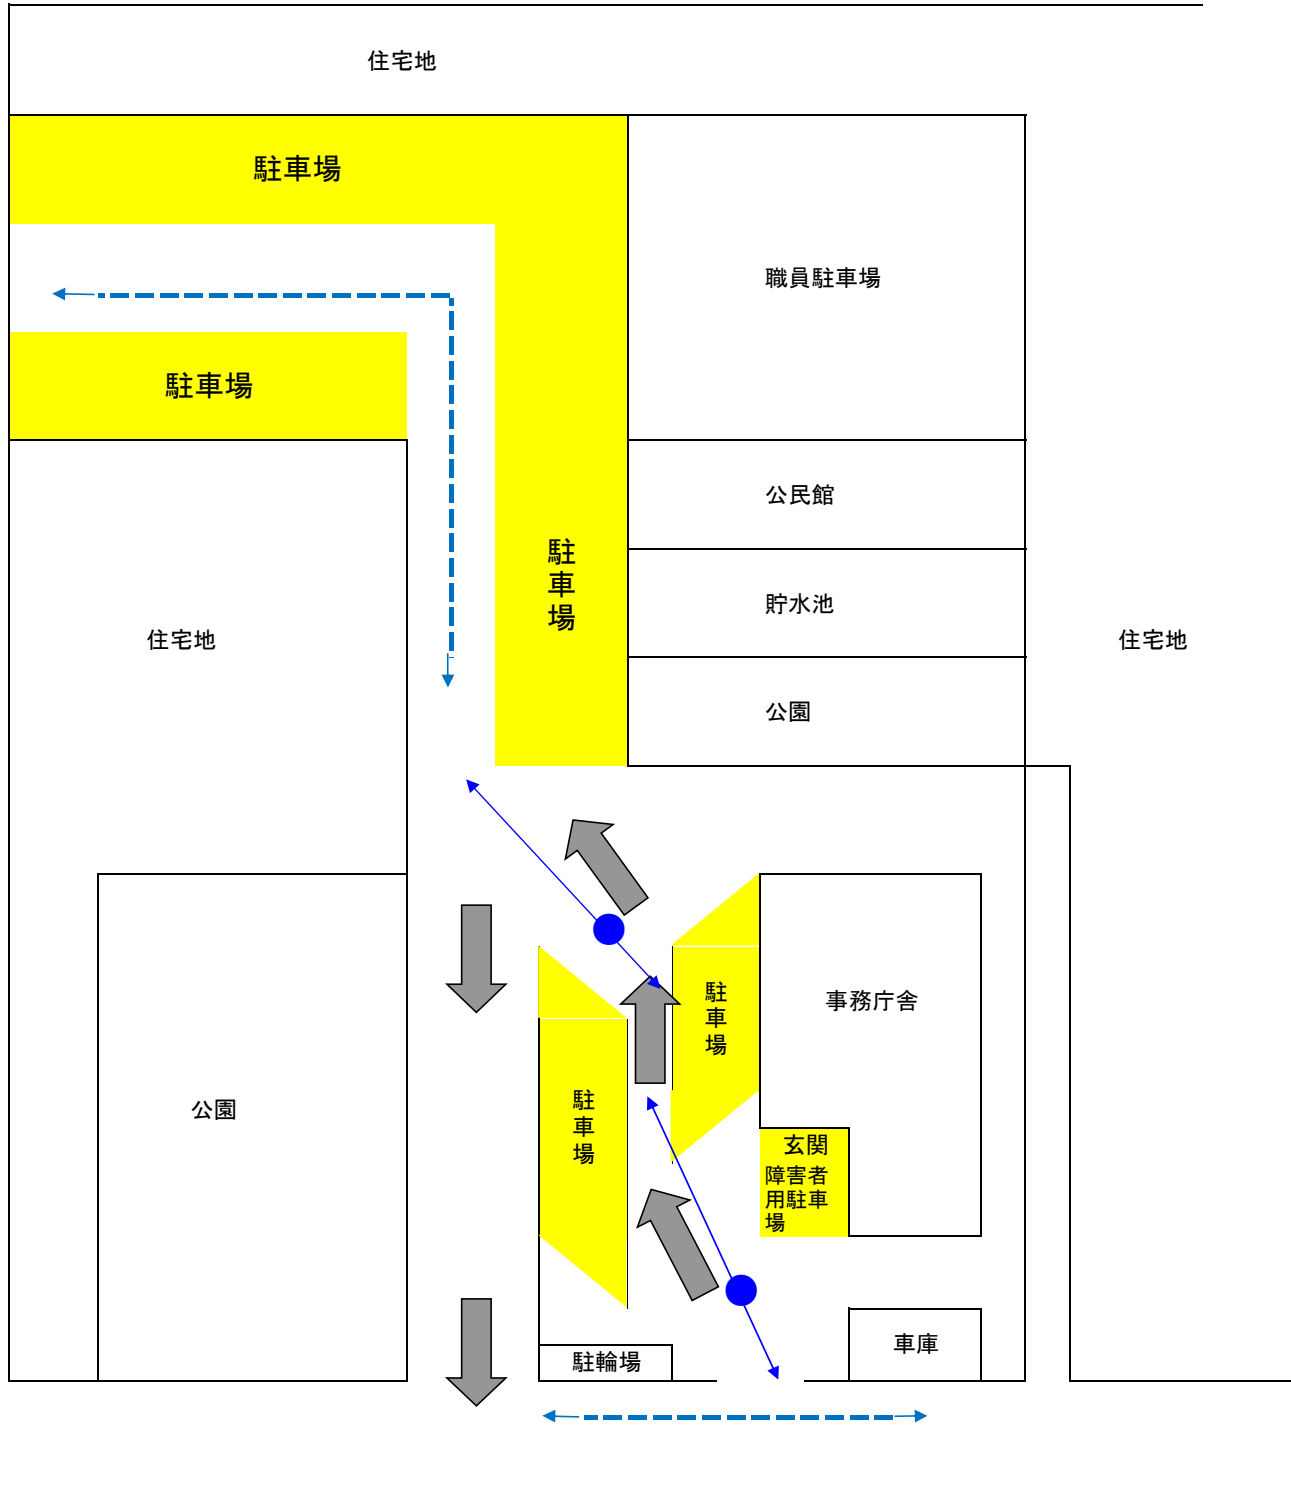 住宅地
駐車場
職員駐車場
駐車場
公民館
駐車場
貯水池
住宅地
住宅地
公園
駐車場
事務庁舎
駐車場
公園
玄関
障害者
用駐車
場
車庫
駐輪場